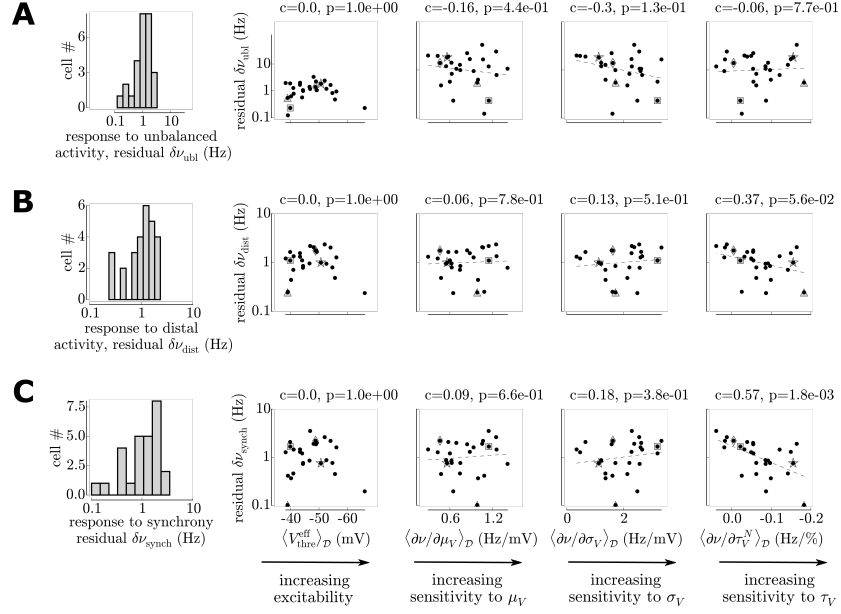 A
cell #
6
3
0
0.1 1 10
response to unbalanced
activity, residual δν_ubl (Hz)
residual δν_ubl (Hz)
10
1
0.1
c=0.0, p=1.0e+00
c=-0.16, p=4.4e-01
c=-0.3, p=1.3e-01
c=-0.06, p=7.7e-01
B
cell #
6
4
2
0
0.1 1 10
response to distal
activity, residual δν_dist (Hz)
residual δν_dist (Hz)
10
1
0.1
c=0.0, p=1.0e+00
c=0.06, p=7.8e-01
c=0.13, p=5.1e-01
c=0.37, p=5.6e-02
C
cell #
7.5
5.0
2.5
0.0
0.1 1 10
response to synchrony
residual δν_synch (Hz)
residual δν_synch (Hz)
10
1
0.1
c=0.0, p=1.0e+00
c=0.09, p=6.6e-01
c=0.18, p=3.8e-01
c=0.57, p=1.8e-03
-40 -50 -60
⟨V_thre^eff⟩_D (mV)
0.6 1.2
⟨∂ν/∂μ_V⟩_D (Hz/mV)
0 2
⟨∂ν/∂σ_V⟩_D (Hz/mV)
0.0 -0.1 -0.2
⟨∂ν/∂τ_V^N⟩_D (Hz/%)
increasing
excitability
increasing
sensitivity to μ_V
increasing
sensitivity to σ_V
increasing
sensitivity to τ_V